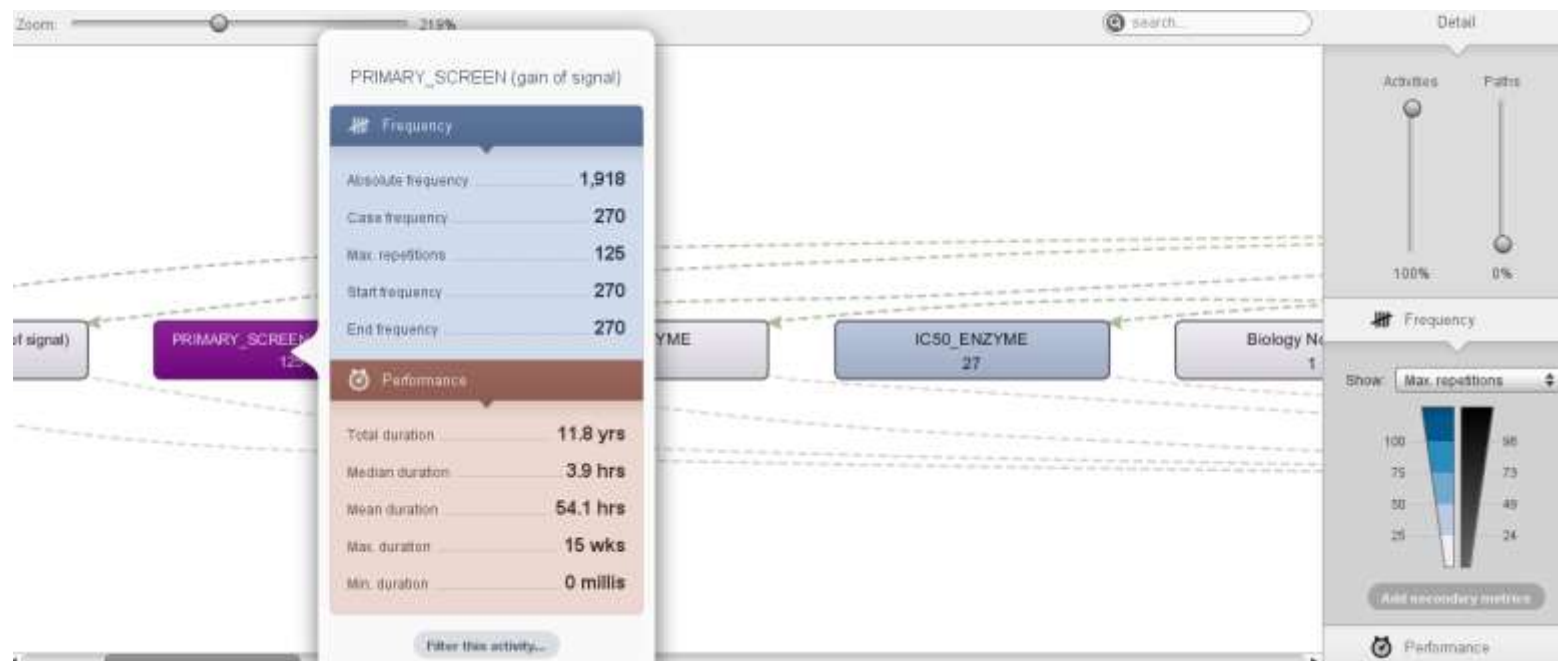 Zoom:
219%
search...
Detail
PRIMARY_SCREEN (gain of signal)
Activities
Paths
Frequency
Absolute frequency 1,918
Case frequency 270
Max. repetitions 125
Start frequency 270
End frequency 270
100%
0%
Frequency
of signal)
PRIMARY_SCREEN
125
YME
IC50_ENZYME
27
Biology No
1
Show: Max. repetitions
Performance
Total duration 11.8 yrs
Median duration 3.9 hrs
Mean duration 54.1 hrs
Max. duration 15 wks
Min. duration 0 millis
100 98
75 73
50 49
25 24
Add secondary metrics
Filter this activity...
Performance